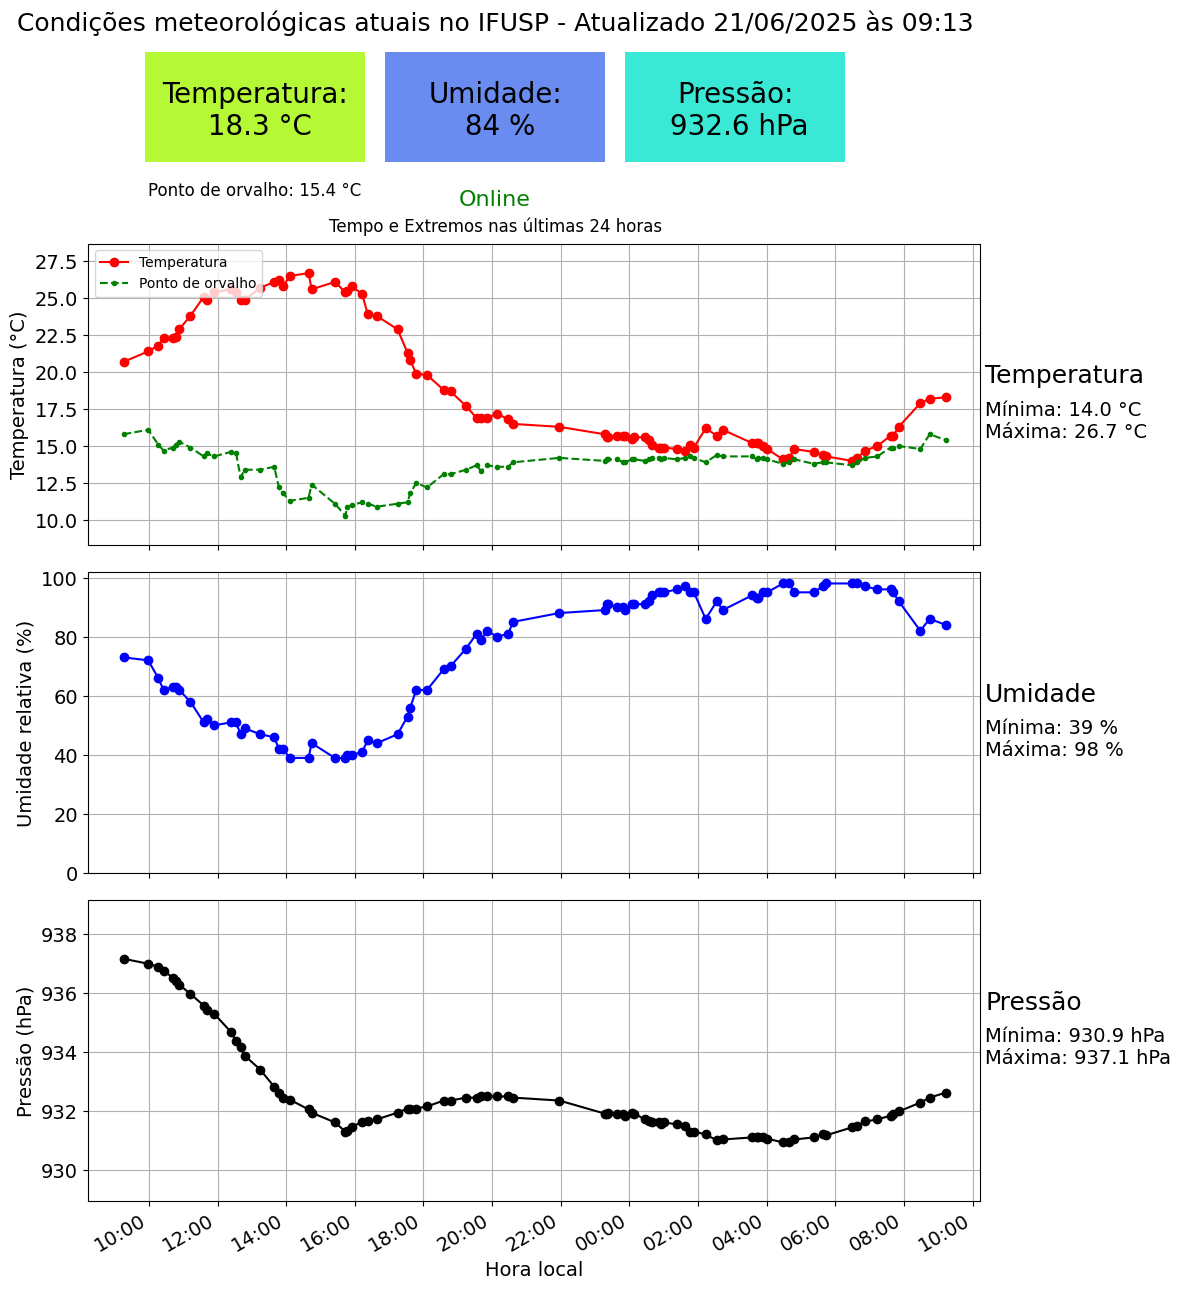 Condições meteorológicas atuais no IFUSP - Atualizado 21/06/2025 às 09:13
Temperatura:
18.3 °C
Umidade:
84 %
Pressão:
932.6 hPa
Ponto de orvalho: 15.4 °C
Online
Tempo e Extremos nas últimas 24 horas
Temperatura (°C)
27.5
25.0
22.5
20.0
17.5
15.0
12.5
10.0
Temperatura
Ponto de orvalho
Temperatura
Mínima: 14.0 °C
Máxima: 26.7 °C
Umidade relativa (%)
100
80
60
40
20
0
Umidade
Mínima: 39 %
Máxima: 98 %
Pressão (hPa)
938
936
934
932
930
Pressão
Mínima: 930.9 hPa
Máxima: 937.1 hPa
10:00 12:00 14:00 16:00 18:00 20:00 22:00 00:00 02:00 04:00 06:00 08:00 10:00
Hora local